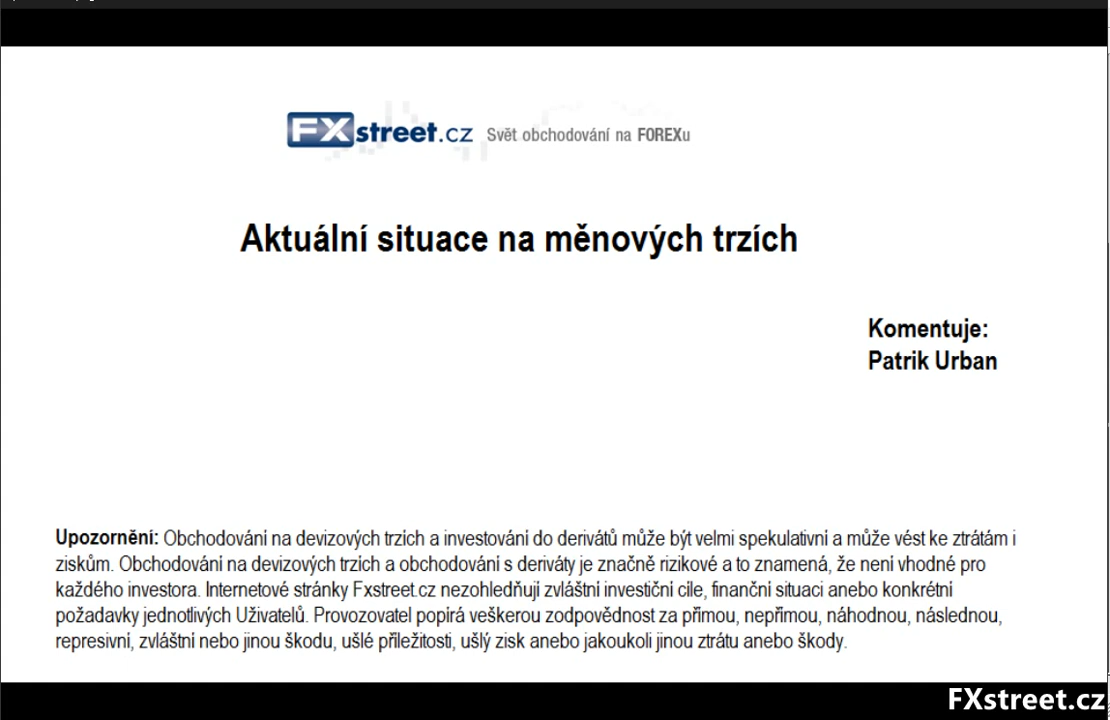 FXstreet.cz Svět obchodování na FOREXu
Aktuální situace na měnových trzích
Komentuje:
Patrik Urban
Upozornění: Obchodování na devizových trzích a investování do derivátů může být velmi spekulativní a může vést ke ztrátám i
ziskům. Obchodování na devizových trzích a obchodování s deriváty je značně rizikové a to znamená, že není vhodné pro
každého investora. Internetové stránky Fxstreet.cz nezohledňují zvláštní investiční cíle, finanční situaci anebo konkrétní
požadavky jednotlivých Uživatelů. Provozovatel popírá veškerou zodpovědnost za přímou, nepřímou, náhodnou, následnou,
represivní, zvláštní nebo jinou škodu, ušlé příležitosti, ušlý zisk anebo jakoukoli jinou ztrátu anebo škody.
FXstreet.cz